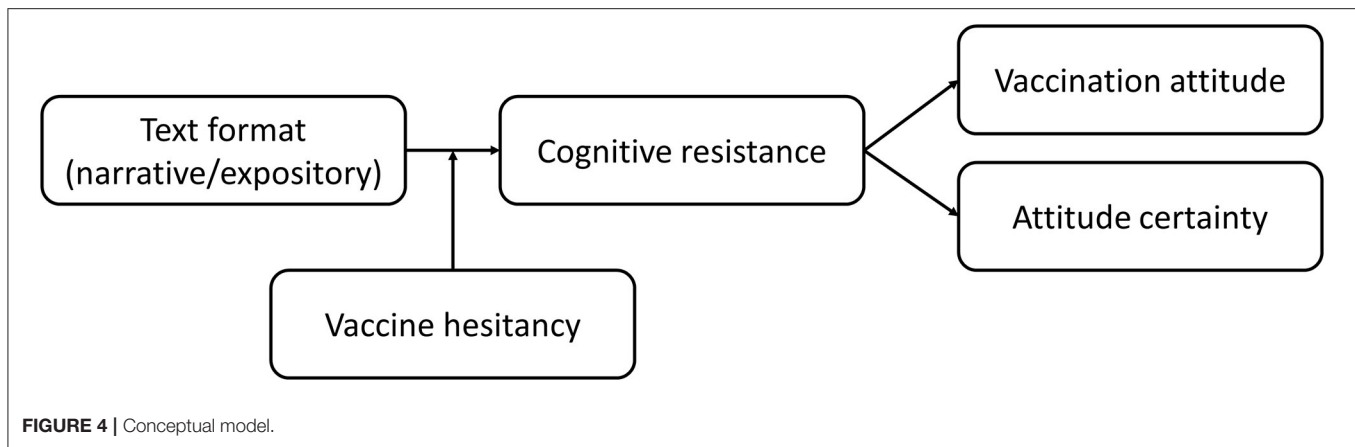 Text format
(narrative/expository)
Cognitive resistance
Vaccination attitude
Attitude certainty
Vaccine hesitancy
FIGURE 4 | Conceptual model.